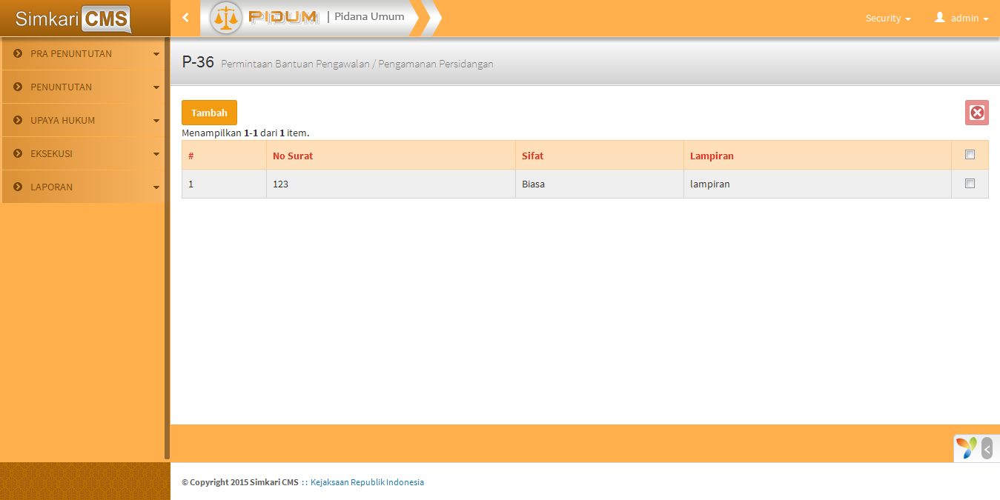 Simkari CMS
PIDUM | Pidana Umum
Security
admin
PRA PENUNTUTAN
PENUNTUTAN
UPAYA HUKUM
EKSEKUSI
LAPORAN
P-36 Permintaan Bantuan Pengawalan / Pengamanan Persidangan
Tambah
Menampilkan 1-1 dari 1 item.
# No Surat Sifat Lampiran
1 123 Biasa lampiran
© Copyright 2015 Simkari CMS :: Kejaksaan Republik Indonesia